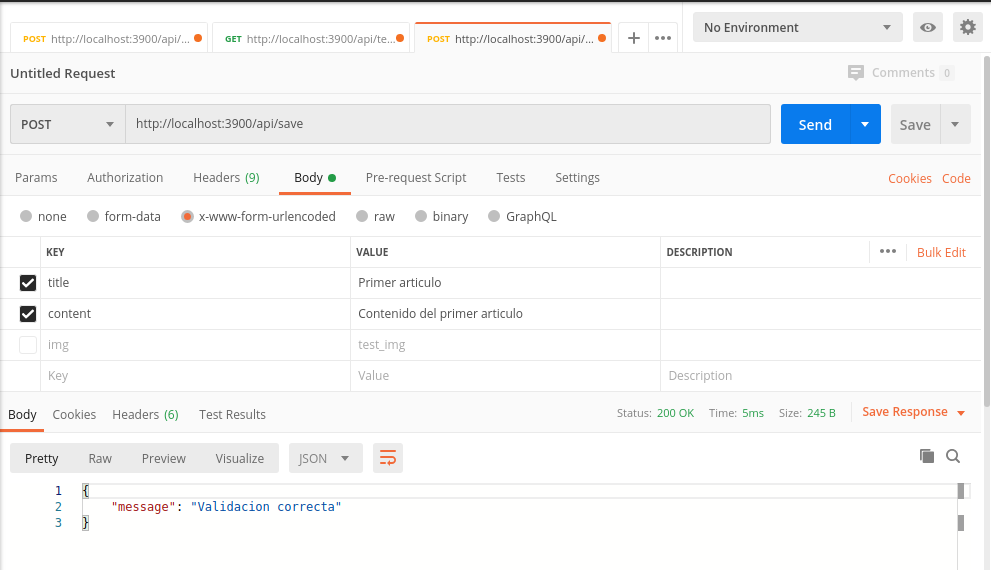 POST http://localhost:3900/api/... GET http://localhost:3900/api/te... POST http://localhost:3900/api/... + ••• No Environment
Untitled Request Comments 0
POST http://localhost:3900/api/save Send Save
Params Authorization Headers (9) Body Pre-request Script Tests Settings Cookies Code
none form-data x-www-form-urlencoded raw binary GraphQL
KEY VALUE DESCRIPTION ••• Bulk Edit
title Primer articulo
content Contenido del primer articulo
img test_img
Key Value Description
Body Cookies Headers (6) Test Results Status: 200 OK Time: 5ms Size: 245 B Save Response
Pretty Raw Preview Visualize JSON
1 {
2 "message": "Validacion correcta"
3 }